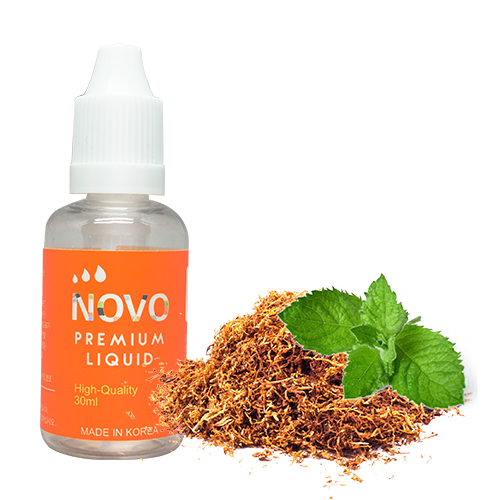 NOVO
PREMIUM
LIQUID
High-Quality
30ml
MADE IN KOREA